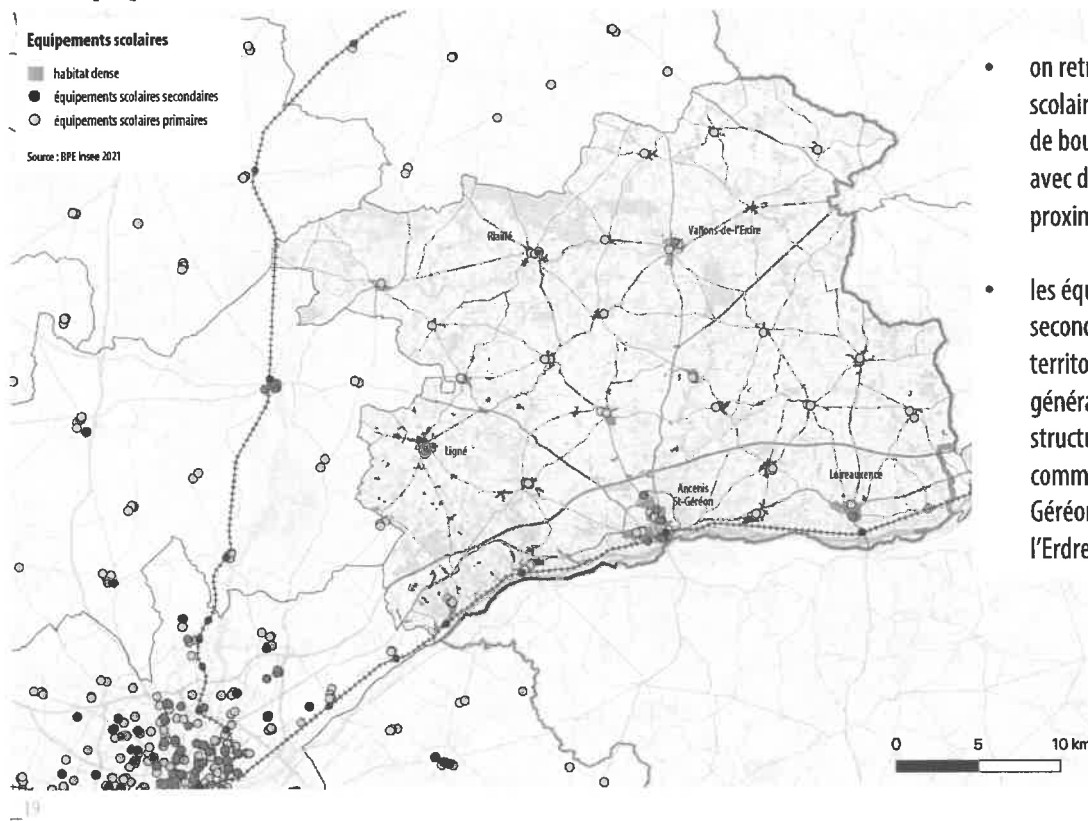 Equipements scolaires
habitat dense
équipements scolaires secondaires
équipements scolaires primaires
Source : BPE Insee 2021
Riaillé
Vallons-de-l'Erdre
Ligné
Ancenis
St-Géréon
Loireauxence
0 5 10 km
• on retr
scolair
de bou
avec d
proxin
• les équ
second
territo
généra
structu
comm
Géréon
l'Erdre
19